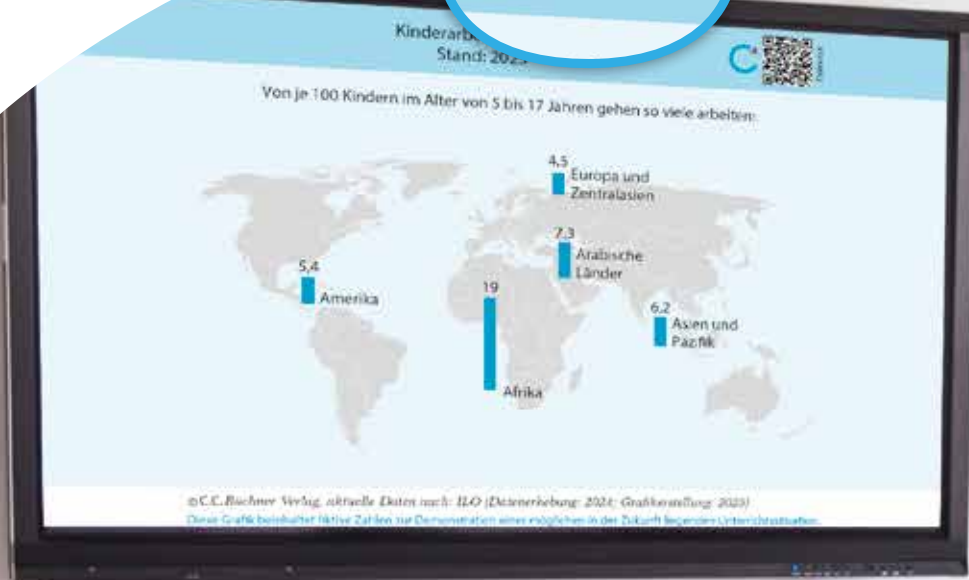 Kinderarb
Stand: 202
Von je 100 Kindern im Alter von 5 bis 17 Jahren gehen so viele arbeiten:
4,5
Europa und
Zentralasien
7,3
Arabische
Länder
5,4
Amerika
19
Afrika
6,2
Asien und
Pazifik
© C.C. Buchner Verlag, aktuelle Daten nach: ILO (Datenerhebung: 2024; Grafikerstellung: 2025)
Diese Grafik beinhaltet fiktive Zahlen zur Demonstration einer möglichen in der Zukunft liegenden Unterrichtssituation.